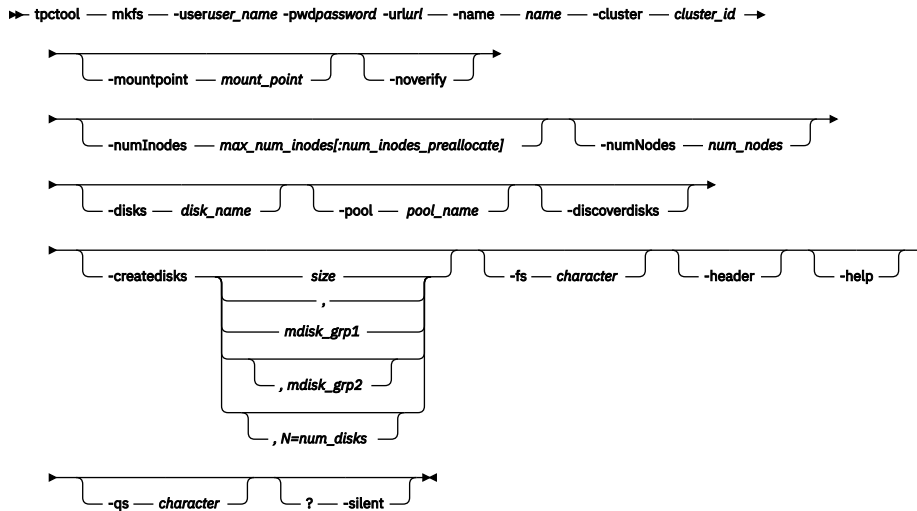 tpctool mkfs -useruser_name -pwdpassword -urlurl -name name -cluster cluster_id
-mountpoint mount_point -noverify
-numInodes max_num_inodes[:num_inodes_preallocate] -numNodes num_nodes
-disks disk_name -pool pool_name -discoverdisks
-createdisks size -fs character -header -help
,
mdisk_grp1
, mdisk_grp2
, N=num_disks
-qs character ? -silent